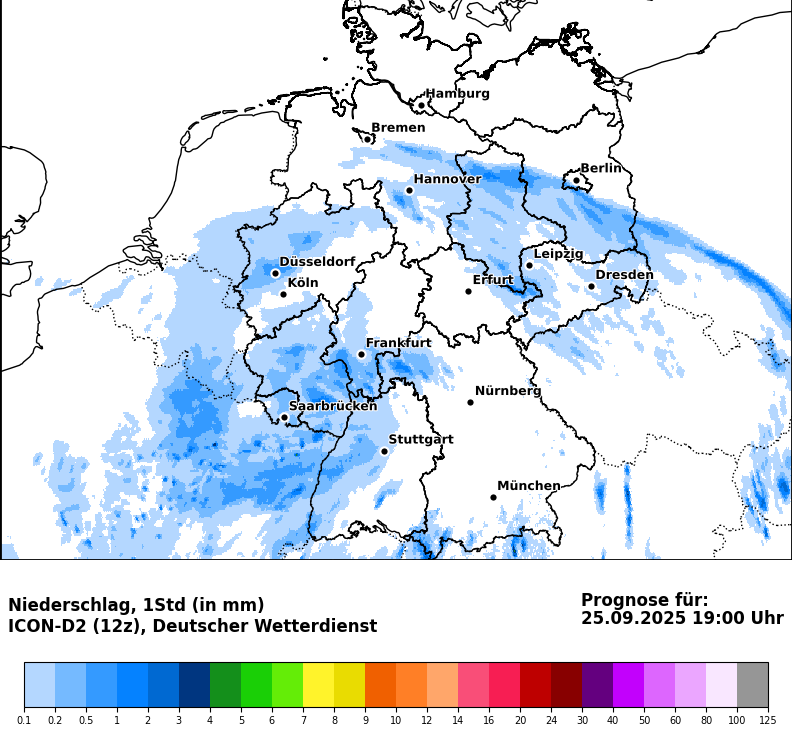 Hamburg
Bremen
Berlin
Hannover
Leipzig
Düsseldorf
Dresden
Köln
Erfurt
Frankfurt
Nürnberg
Saarbrücken
Stuttgart
München
Niederschlag, 1Std (in mm)
ICON-D2 (12z), Deutscher Wetterdienst
Prognose für:
25.09.2025 19:00 Uhr
0.1 0.2 0.5 1 2 3 4 5 6 7 8 9 10 12 14 16 20 24 30 40 50 60 80 100 125